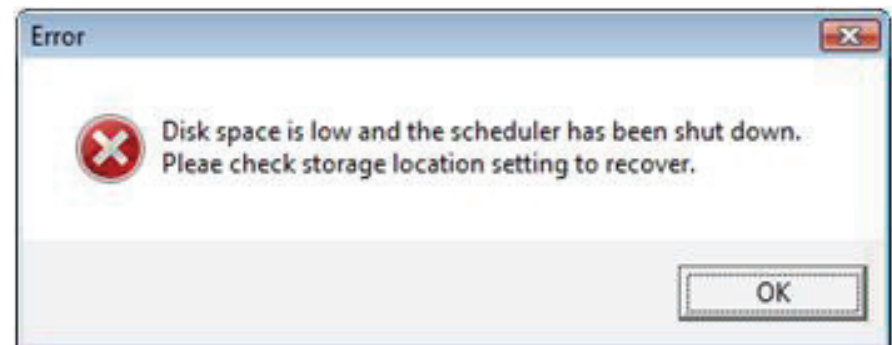 Error
Disk space is low and the scheduler has been shut down.
Pleae check storage location setting to recover.
OK